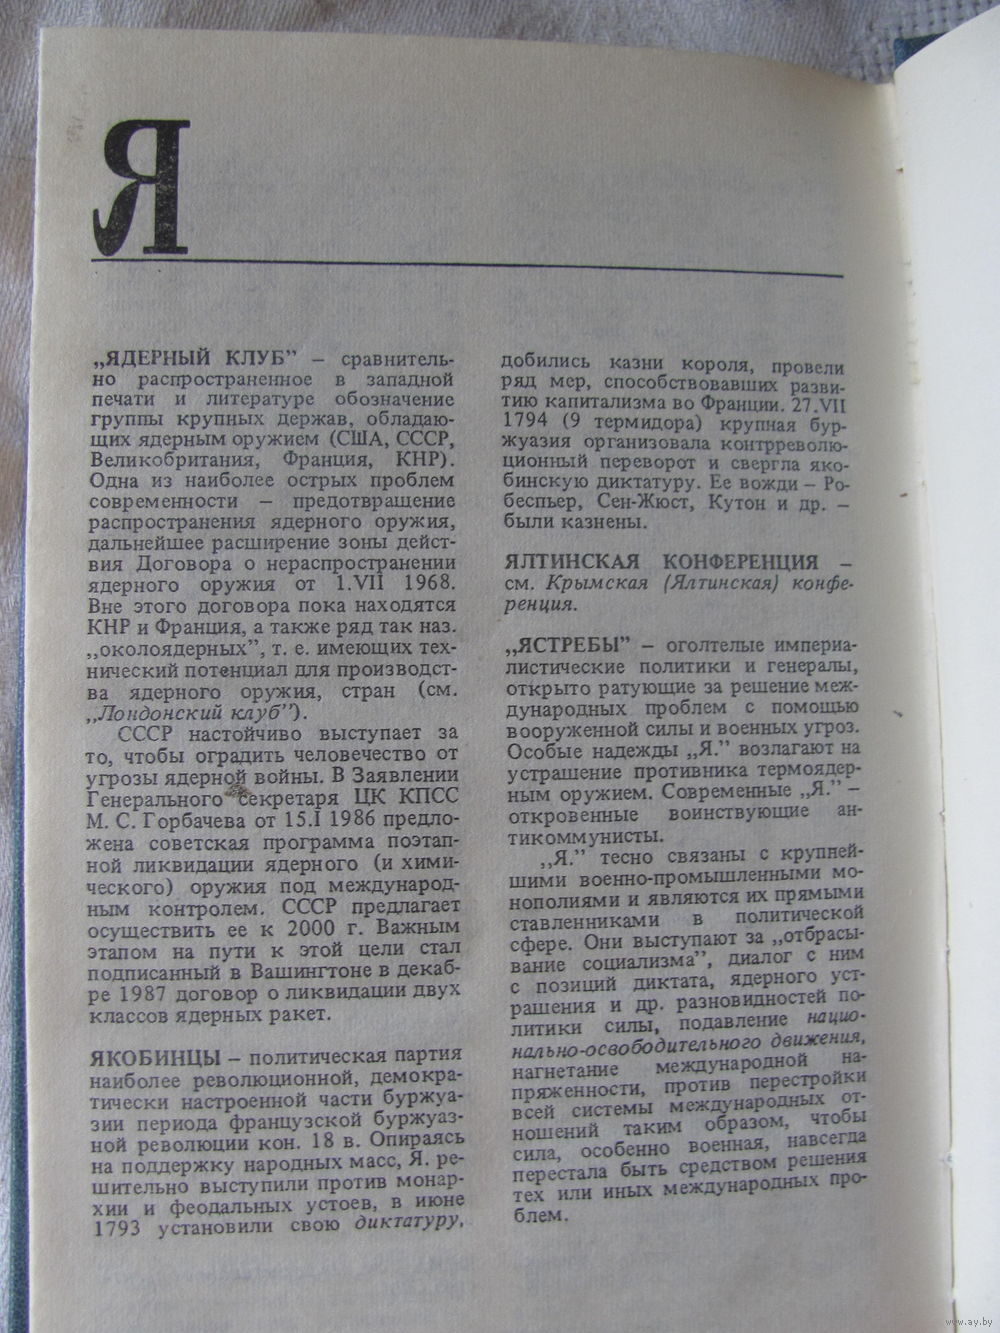 Я
„ЯДЕРНЫЙ КЛУБ” – сравнитель-
но распространенное в западной
печати и литературе обозначение
группы крупных держав, обладаю-
щих ядерным оружием (США, СССР,
Великобритания, Франция, КНР).
Одна из наиболее острых проблем
современности – предотвращение
распространения ядерного оружия,
дальнейшее расширение зоны дейст-
вия Договора о нераспространении
ядерного оружия от 1.VII 1968.
Вне этого договора пока находятся
КНР и Франция, а также ряд так наз.
„околоядерных”, т. е. имеющих тех-
нический потенциал для производст-
ва ядерного оружия, стран (см.
„Лондонский клуб”).
СССР настойчиво выступает за
то, чтобы оградить человечество от
угрозы ядерной войны. В Заявлении
Генерального секретаря ЦК КПСС
М. С. Горбачева от 15.I 1986 предло-
жена советская программа поэтап-
ной ликвидации ядерного (и хими-
ческого) оружия под международ-
ным контролем. СССР предлагает
осуществить ее к 2000 г. Важным
этапом на пути к этой цели стал
подписанный в Вашингтоне в декаб-
ре 1987 договор о ликвидации двух
классов ядерных ракет.
ЯКОБИНЦЫ – политическая партия
наиболее революционной, демокра-
тически настроенной части буржуа-
зии периода французской буржуаз-
ной революции кон. 18 в. Опираясь
на поддержку народных масс, Я. ре-
шительно выступили против монар-
хии и феодальных устоев, в июне
1793 установили свою диктатуру,
добились казни короля, провели
ряд мер, способствовавших разви-
тию капитализма во Франции. 27.VII
1794 (9 термидора) крупная бур-
жуазия организовала контрреволю-
ционный переворот и свергла яко-
бинскую диктатуру. Ее вожди – Ро-
беспьер, Сен-Жюст, Кутон и др. –
были казнены.
ЯЛТИНСКАЯ КОНФЕРЕНЦИЯ –
см. Крымская (Ялтинская) конфе-
ренция.
„ЯСТРЕБЫ” – оголтелые империа-
листические политики и генералы,
открыто ратующие за решение меж-
дународных проблем с помощью
вооруженной силы и военных угроз.
Особые надежды „Я.” возлагают на
устрашение противника термоядер-
ным оружием. Современные „Я.” –
откровенные воинствующие ан-
тикоммунисты.
„Я.” тесно связаны с крупней-
шими военно-промышленными мо-
нополиями и являются их прямыми
ставленниками в политической
сфере. Они выступают за „отбрасы-
вание социализма”, диалог с ним
с позиций диктата, ядерного уст-
рашения и др. разновидностей по-
литики силы, подавление нацио-
нально-освободительного движения,
нагнетание международной на-
пряженности, против перестройки
всей системы международных от-
ношений таким образом, чтобы
сила, особенно военная, навсегда
перестала быть средством решения
тех или иных международных про-
блем.
www.ay.by